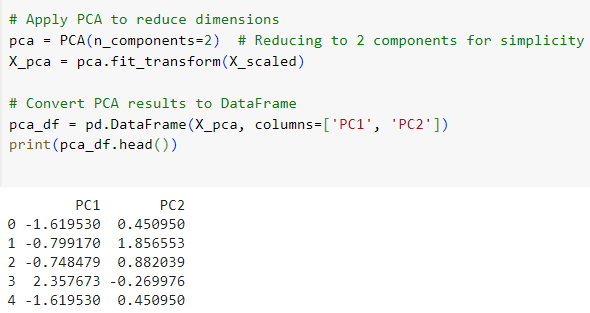 # Apply PCA to reduce dimensions
pca = PCA(n_components=2)  # Reducing to 2 components for simplicity
X_pca = pca.fit_transform(X_scaled)

# Convert PCA results to DataFrame
pca_df = pd.DataFrame(X_pca, columns=['PC1', 'PC2'])
print(pca_df.head())

        PC1       PC2
0 -1.619530  0.450950
1 -0.799170  1.856553
2 -0.748479  0.882039
3  2.357673 -0.269976
4 -1.619530  0.450950